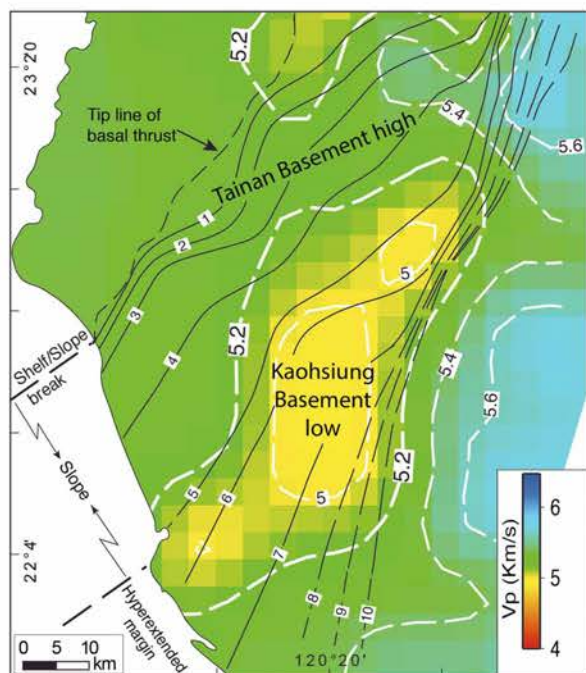 23°20
5.2
5.4
5.6
Tip line of
basal thrust
Tainan Basement high
1
2
3
4
5
5.2
5.4
5.6
Shelf/Slope
break
Kaohsiung
Basement
low
5.2
5
Slope
5
6
7
8
9
10
22°4
Hyperextended
margin
120°20'
0 5 10
km
Vp (Km/s)
6
5
4